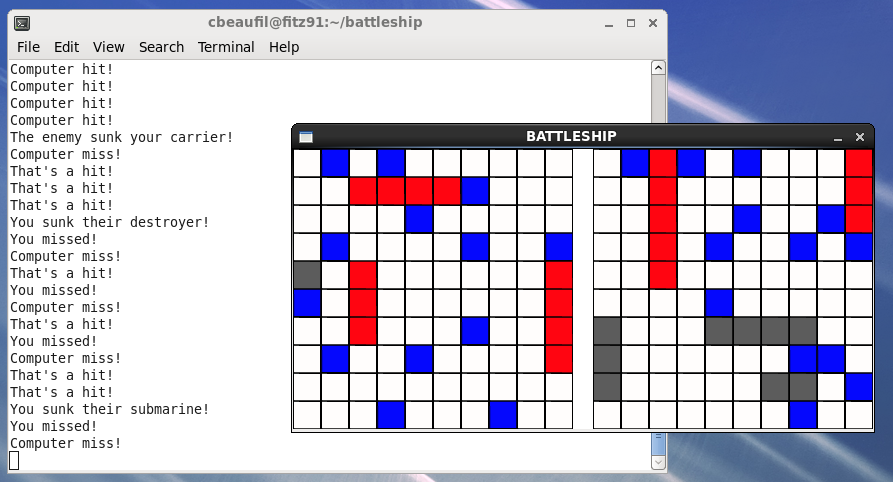 cbeaufil@fitz91:~/battleship
File Edit View Search Terminal Help
Computer hit!
Computer hit!
Computer hit!
Computer hit!
The enemy sunk your carrier!
Computer miss!
That's a hit!
That's a hit!
That's a hit!
You sunk their destroyer!
You missed!
Computer miss!
That's a hit!
You missed!
Computer miss!
That's a hit!
You missed!
Computer miss!
That's a hit!
That's a hit!
You sunk their submarine!
You missed!
Computer miss!
BATTLESHIP